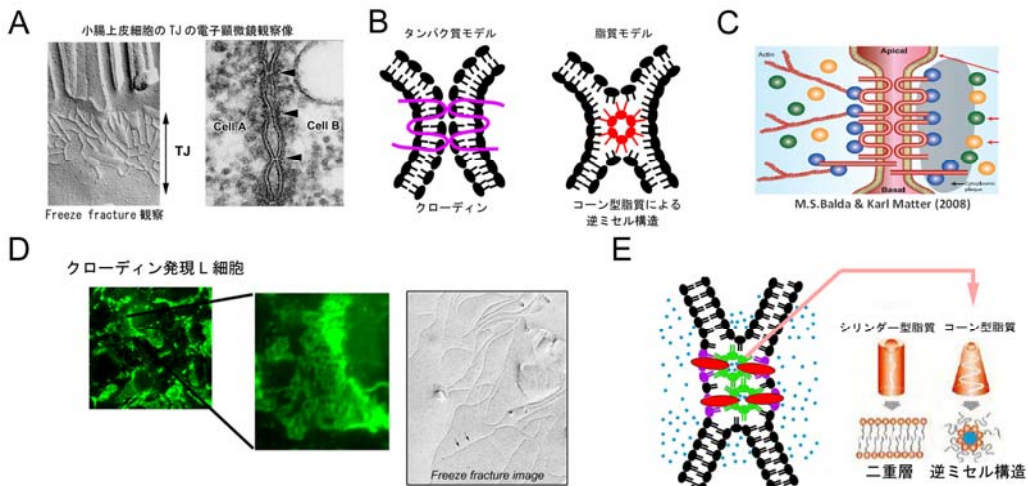 A
小腸上皮細胞の TJ の電子顕微鏡観察像
TJ
Freeze fracture 観察
Cell A
Cell B
B
タンパク質モデル
脂質モデル
クローディン
コーン型脂質による
逆ミセル構造
C
Actin
Apical
Basal
Cytoplasmic
plaque
M.S.Balda & Karl Matter (2008)
D
クローディン発現 L 細胞
Freeze fracture image
E
シリンダー型脂質
コーン型脂質
二重層
逆ミセル構造